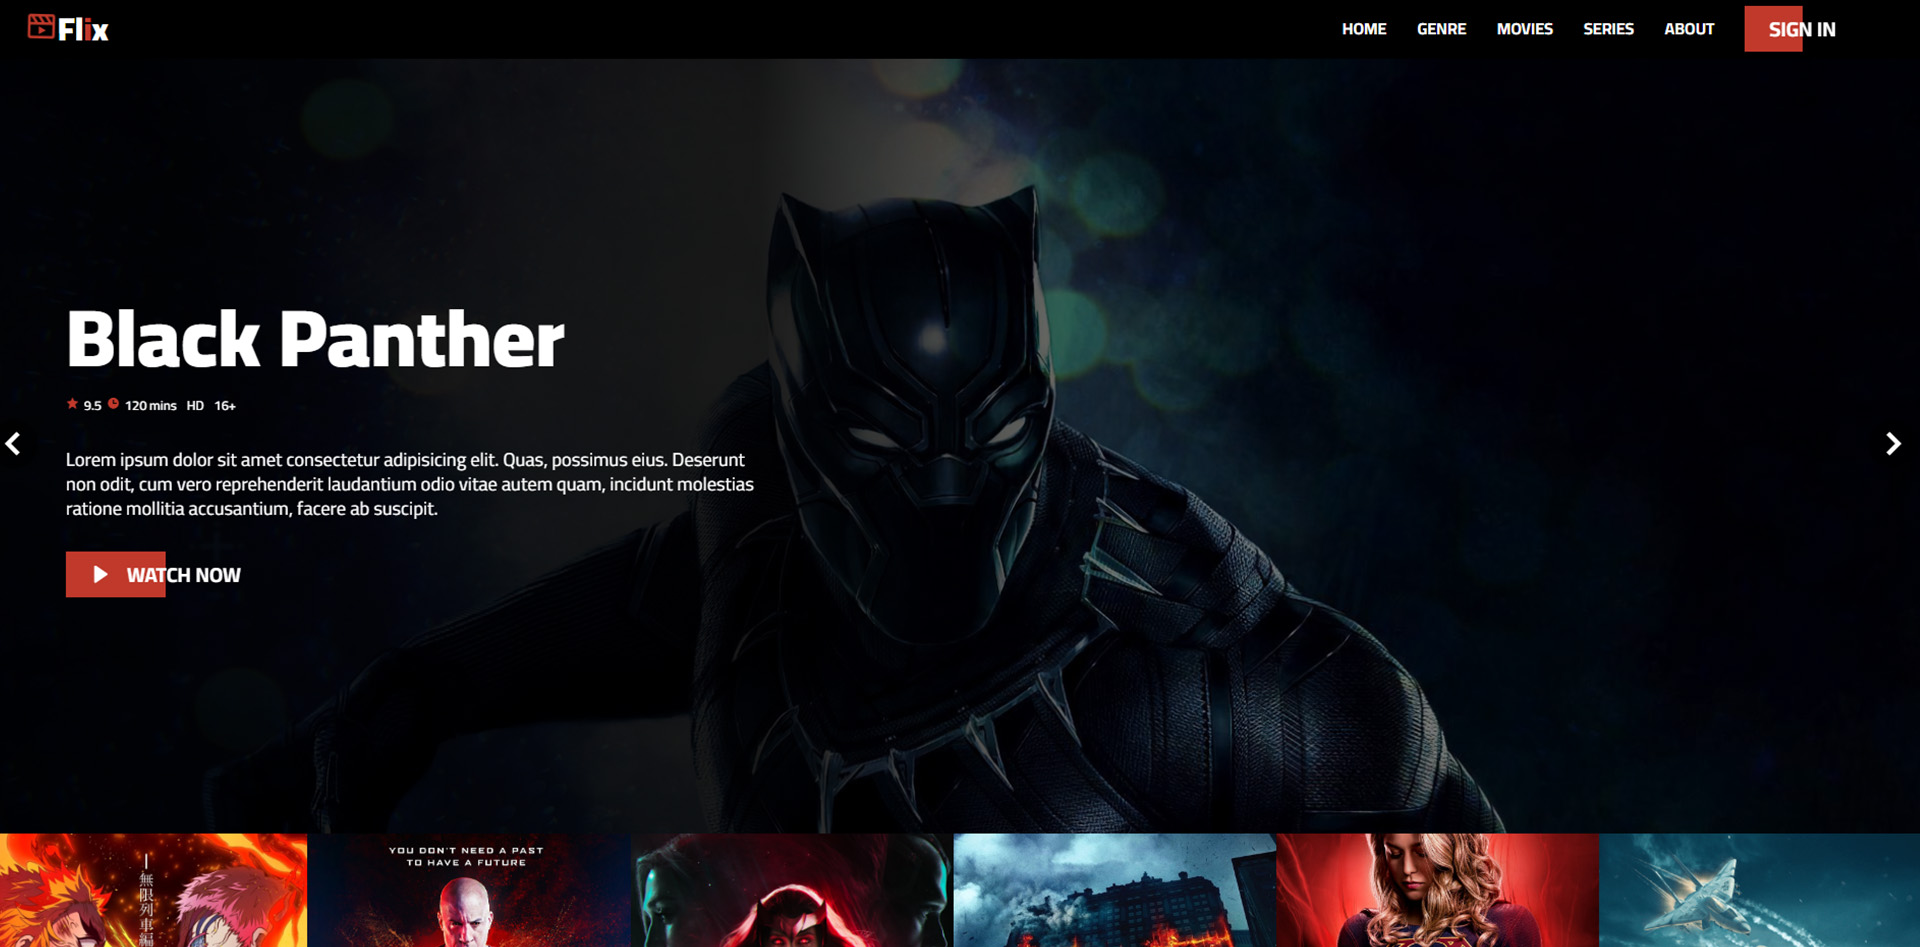 Flix
HOME GENRE MOVIES SERIES ABOUT SIGN IN
Black Panther
9.5 120 mins HD 16+
Lorem ipsum dolor sit amet consectetur adipisicing elit. Quas, possimus eius. Deserunt
non odit, cum vero reprehenderit laudantium odio vitae autem quam, incidunt molestias
ratione mollitia accusantium, facere ab suscipit.
WATCH NOW
無限列車編
YOU DON'T NEED A PAST
TO HAVE A FUTURE